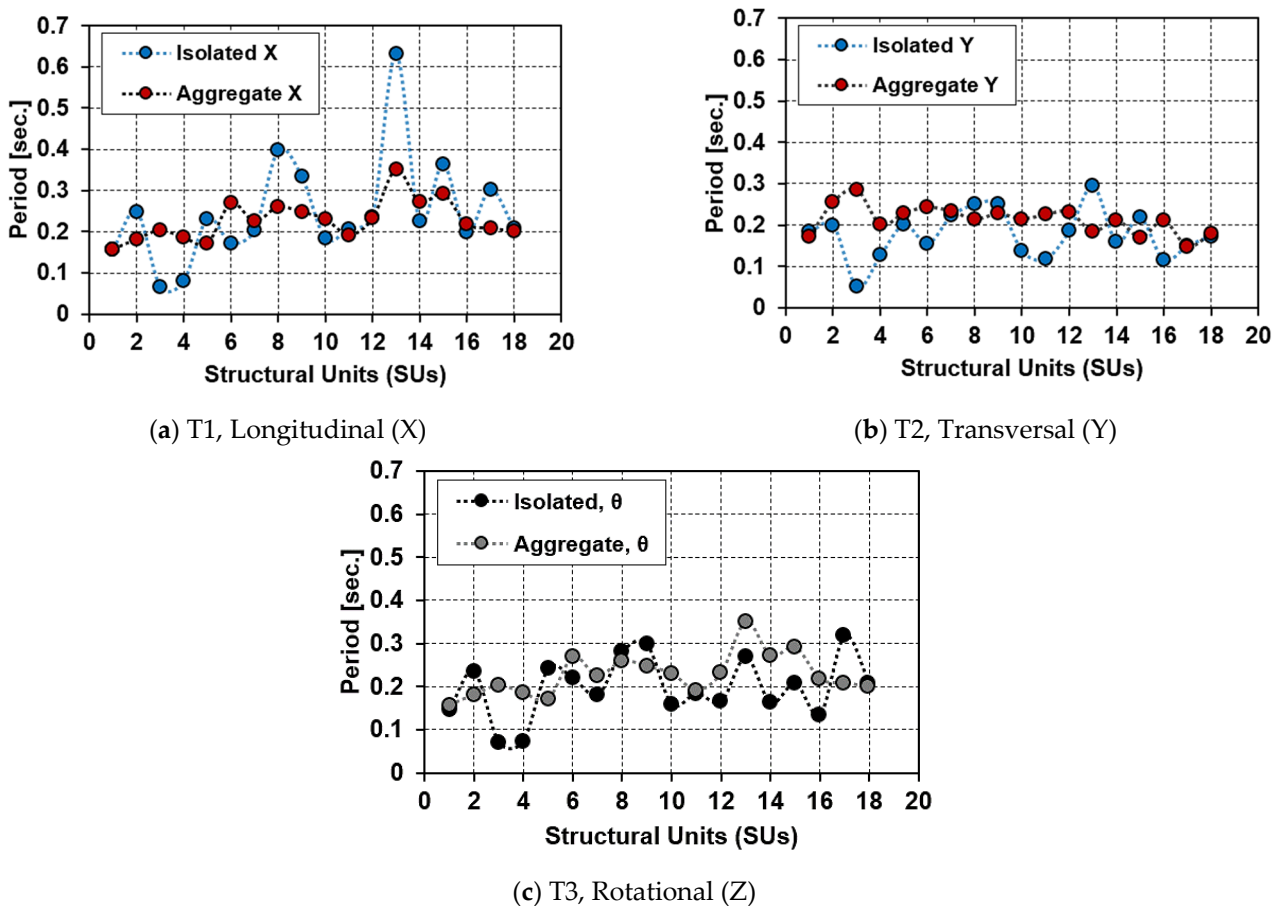 0.7
0.6
0.5
0.4
0.3
0.2
0.1
0
Period [sec.]
Isolated X
Aggregate X
0 2 4 6 8 10 12 14 16 18 20
Structural Units (SUs)
(a) T1, Longitudinal (X)
0.7
0.6
0.5
0.4
0.3
0.2
0.1
0
Period [sec.]
Isolated Y
Aggregate Y
0 2 4 6 8 10 12 14 16 18 20
Structural Units (SUs)
(b) T2, Transversal (Y)
0.7
0.6
0.5
0.4
0.3
0.2
0.1
0
Period [sec.]
Isolated, θ
Aggregate, θ
0 2 4 6 8 10 12 14 16 18 20
Structural Units (SUs)
(c) T3, Rotational (Z)